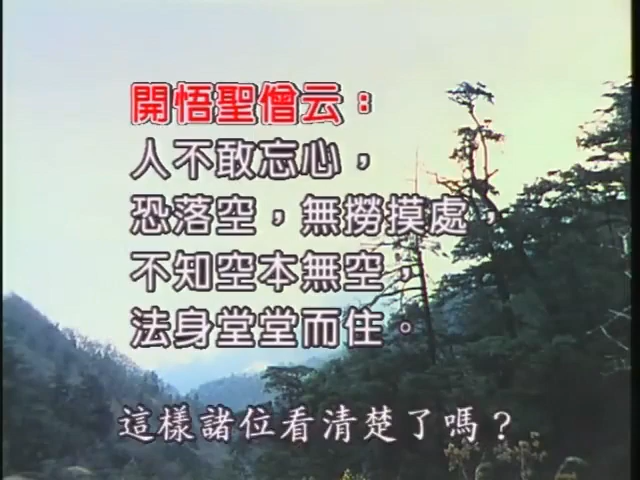 開悟聖僧云：
人不敢忘心，
恐落空，無撈摸處，
不知空本無空，
法身堂堂而住。
這樣諸位看清楚了嗎？